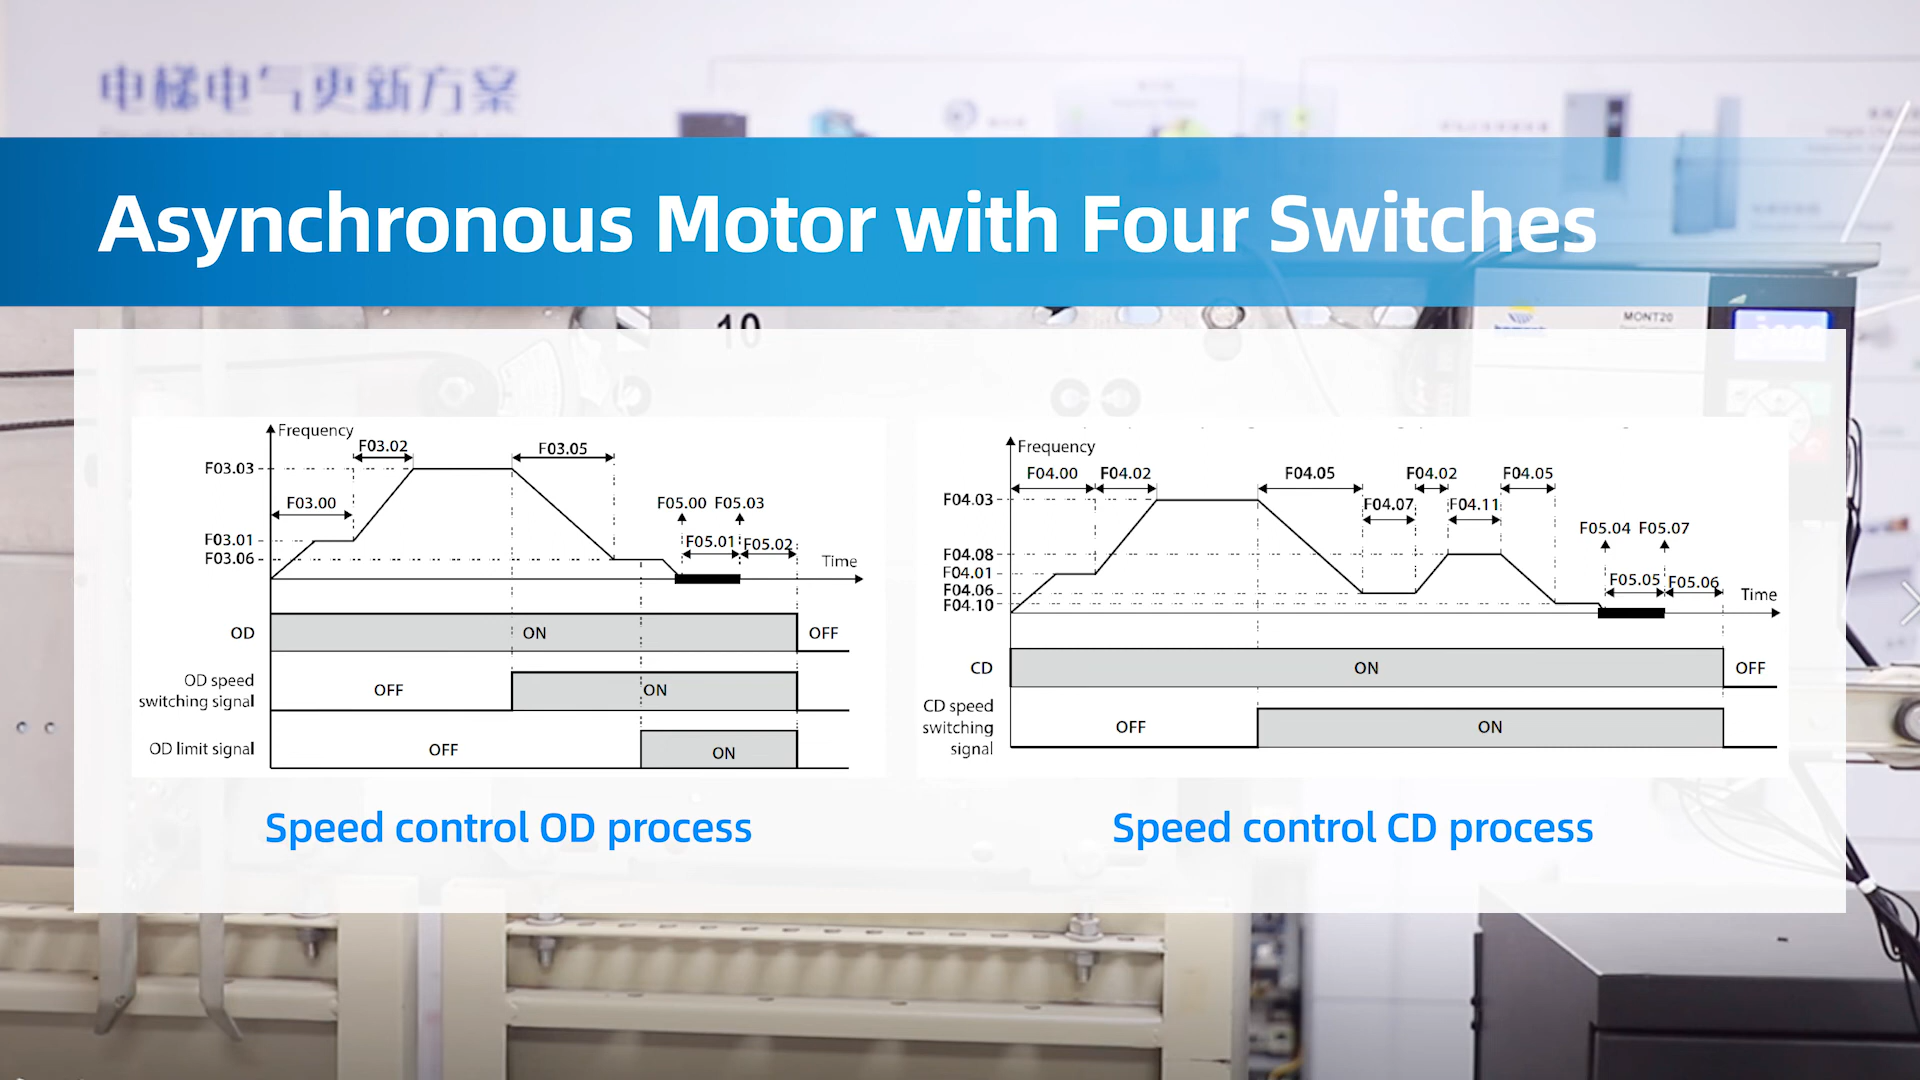 电梯电气更新方案
Asynchronous Motor with Four Switches
10
MONT20
Frequency
F03.02
F03.05
F03.03
F03.00
F05.00 F05.03
F03.01
F03.06
F05.01
F05.02
Time
OD
ON
OFF
OD speed
switching signal
OFF
ON
OD limit signal
OFF
ON
Speed control OD process
Frequency
F04.00
F04.02
F04.05
F04.02
F04.05
F04.03
F04.07
F04.11
F05.04 F05.07
F04.08
F04.01
F04.06
F04.10
F05.05
F05.06
Time
CD
ON
OFF
CD speed
switching
signal
OFF
ON
Speed control CD process